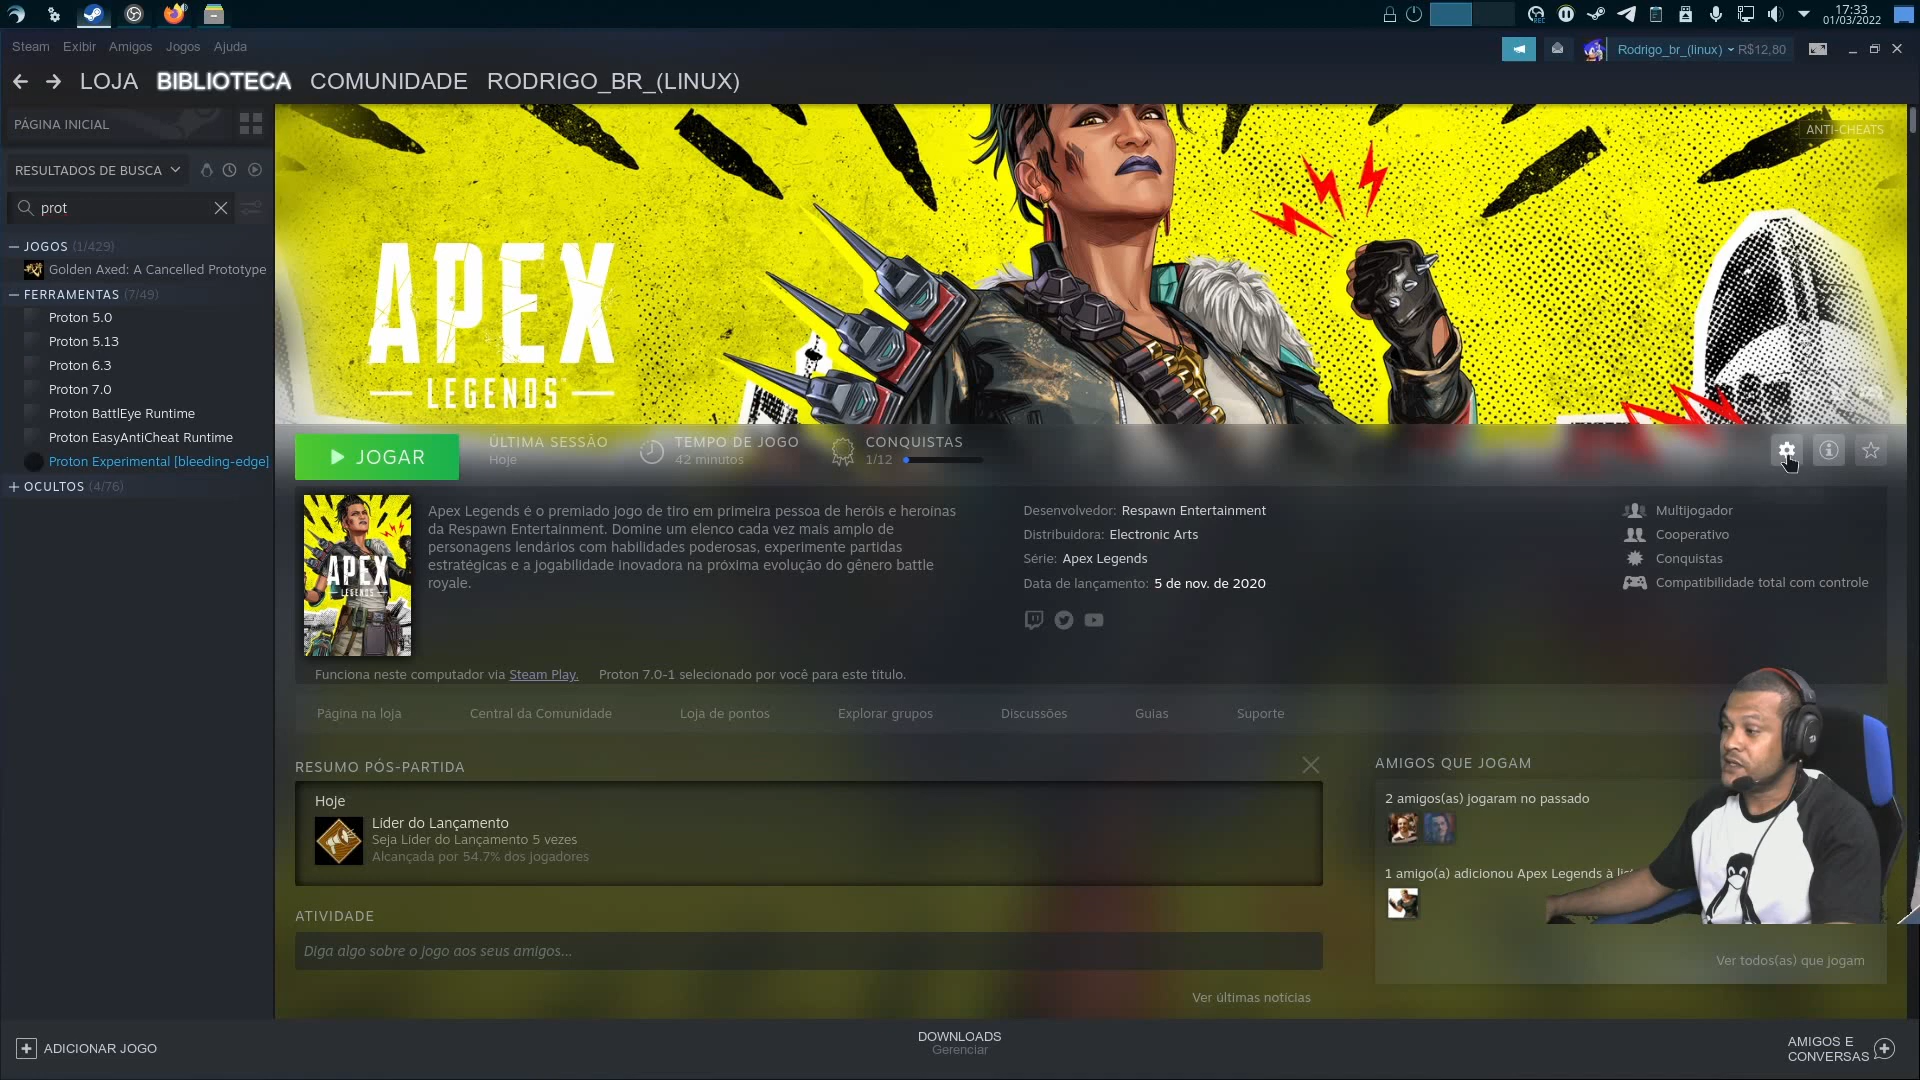 17:33
01/03/2022
Steam Exibir Amigos Jogos Ajuda
Rodrigo_br_(linux) R$12,80
LOJA BIBLIOTECA COMUNIDADE RODRIGO_BR_(LINUX)
PÁGINA INICIAL
ANTI-CHEATS
RESULTADOS DE BUSCA
prot
JOGOS (1/429)
Golden Axed: A Cancelled Prototype
FERRAMENTAS (7/49)
Proton 5.0
Proton 5.13
Proton 6.3
Proton 7.0
Proton BattlEye Runtime
Proton EasyAntiCheat Runtime
Proton Experimental [bleeding-edge]
OCULTOS (4/76)
APEX
LEGENDS
JOGAR
ÚLTIMA SESSÃO
Hoje
TEMPO DE JOGO
42 minutos
CONQUISTAS
1/12
APEX
LEGENDS
Apex Legends é o premiado jogo de tiro em primeira pessoa de heróis e heroínas
da Respawn Entertainment. Domine um elenco cada vez mais amplo de
personagens lendários com habilidades poderosas, experimente partidas
estratégicas e a jogabilidade inovadora na próxima evolução do gênero battle
royale.
Desenvolvedor: Respawn Entertainment
Distribuidora: Electronic Arts
Série: Apex Legends
Data de lançamento: 5 de nov. de 2020
Multijogador
Cooperativo
Conquistas
Compatibilidade total com controle
Funciona neste computador via Steam Play. Proton 7.0-1 selecionado por você para este título.
Página na loja Central da Comunidade Loja de pontos Explorar grupos Discussões Guias Suporte
RESUMO PÓS-PARTIDA
Hoje
Líder do Lançamento
Seja Líder do Lançamento 5 vezes
Alcançada por 54.7% dos jogadores
ATIVIDADE
Diga algo sobre o jogo aos seus amigos...
Ver últimas notícias
AMIGOS QUE JOGAM
2 amigos(as) jogaram no passado
1 amigo(a) adicionou Apex Legends à
Ver todos(as) que jogam
ADICIONAR JOGO
DOWNLOADS
Gerenciar
AMIGOS E
CONVERSAS